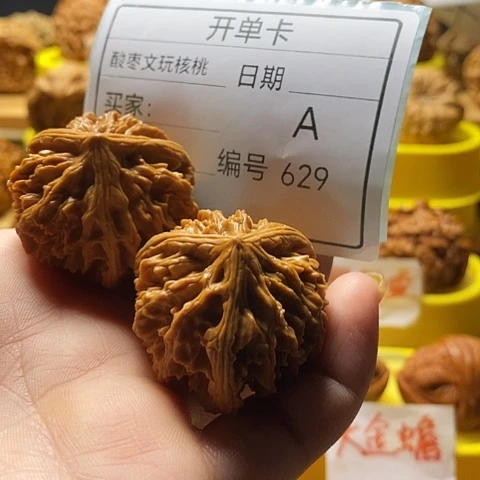 开单卡
酸枣文玩核桃 日期
买家： A
编号 629
大金蟾